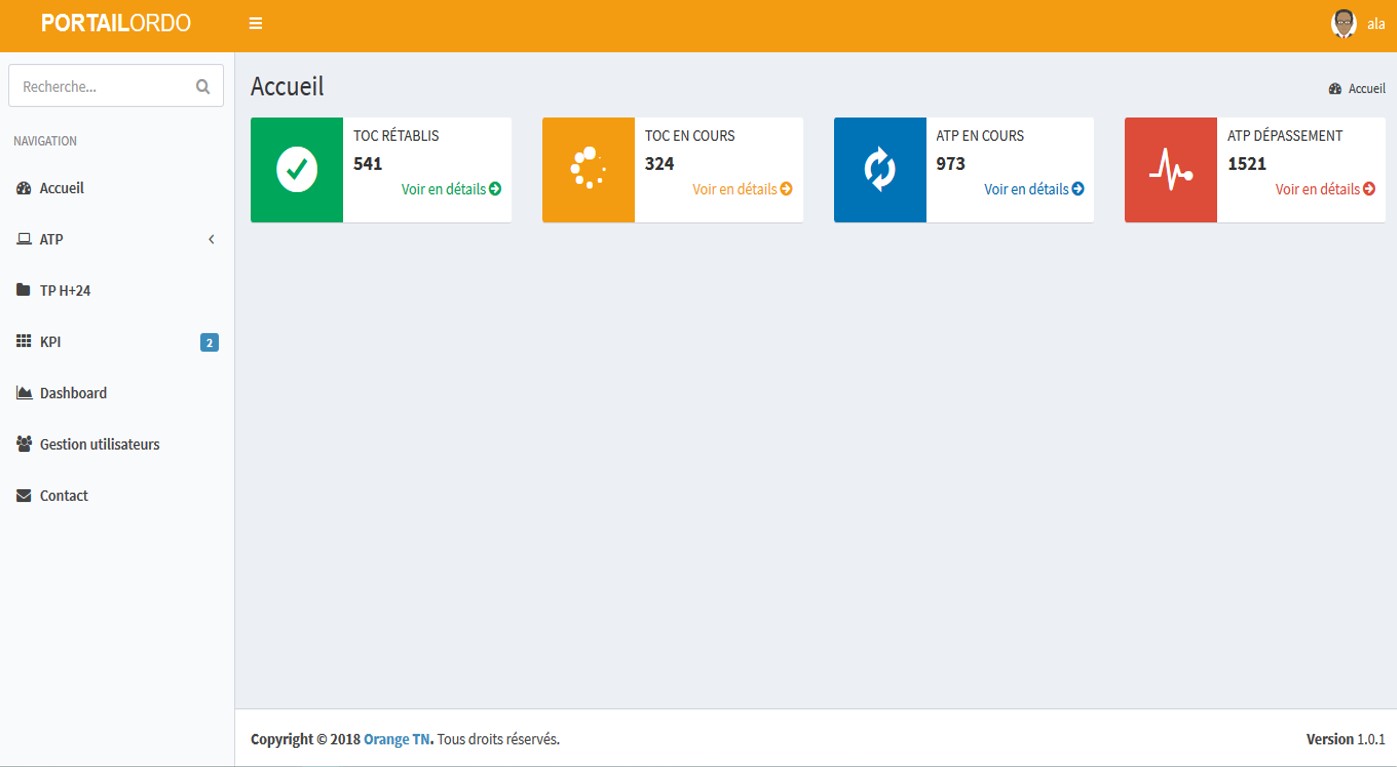 PORTAILORDO
ala
Recherche...
NAVIGATION
Accueil
ATP
TP H+24
KPI 2
Dashboard
Gestion utilisateurs
Contact
Accueil
Accueil
TOC RÉTABLIS
541
Voir en détails
TOC EN COURS
324
Voir en détails
ATP EN COURS
973
Voir en détails
ATP DÉPASSEMENT
1521
Voir en détails
Copyright © 2018 Orange TN. Tous droits réservés.
Version 1.0.1